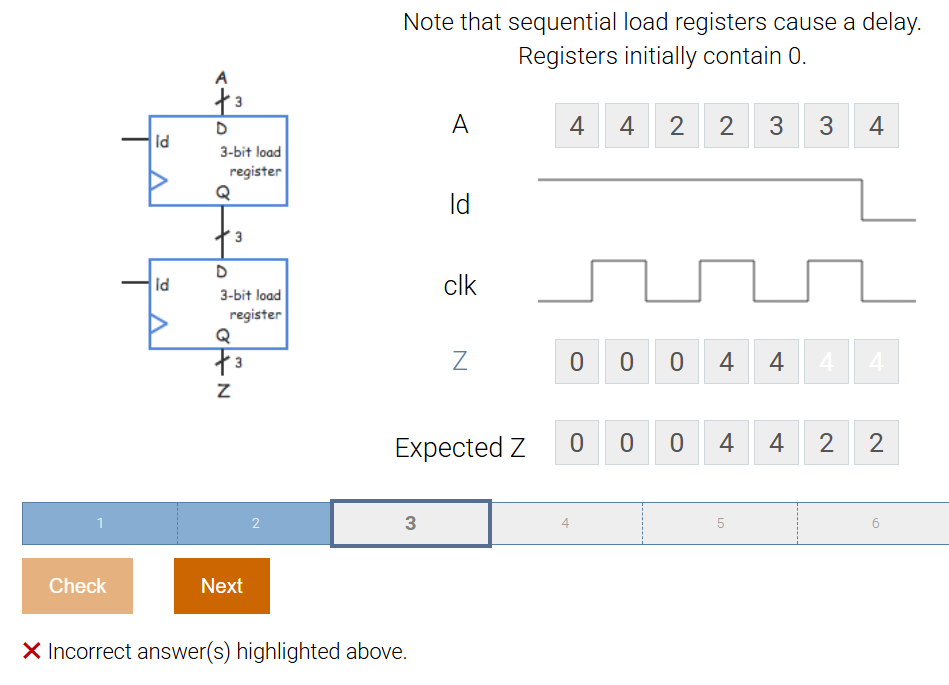 Note that sequential load registers cause a delay.
Registers initially contain 0.
A
3
ld
D
3-bit load
register
Q
3
ld
D
3-bit load
register
Q
3
Z
A 4 4 2 2 3 3 4
ld
clk
Z 0 0 0 4 4 4 4
Expected Z 0 0 0 4 4 2 2
1 2 3 4 5 6
Check Next
Incorrect answer(s) highlighted above.